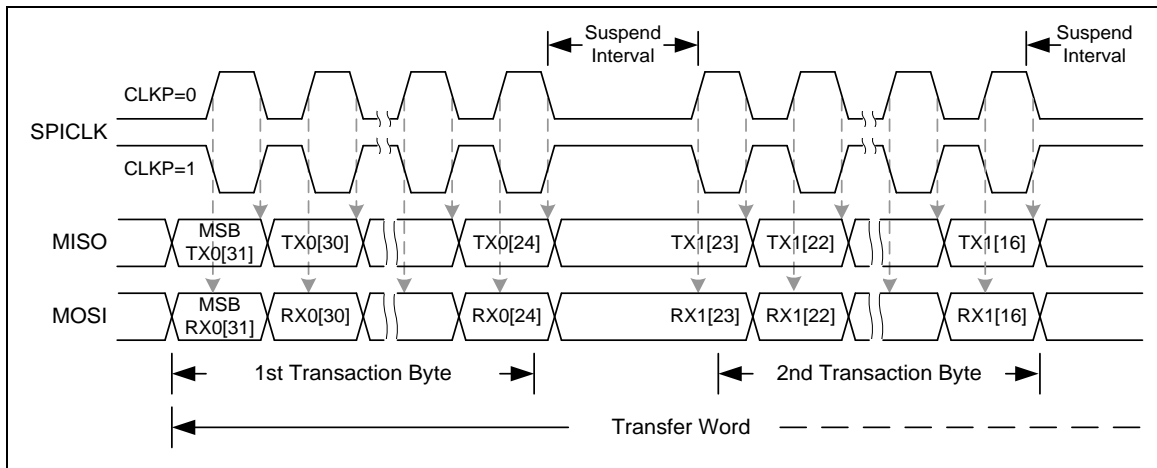 Suspend
Interval
Suspend
Interval
CLKP=0
SPICLK
CLKP=1
MISO
MSB
TX0[31]
TX0[30]
TX0[24]
TX1[23]
TX1[22]
TX1[16]
MOSI
MSB
RX0[31]
RX0[30]
RX0[24]
RX1[23]
RX1[22]
RX1[16]
1st Transaction Byte
2nd Transaction Byte
Transfer Word